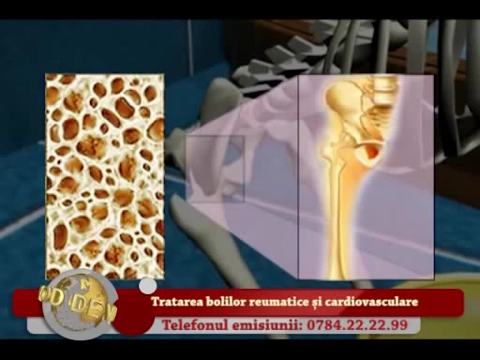 Tratarea bolilor reumatice și cardiovasculare
Telefonul emisiunii: 0784.22.22.99